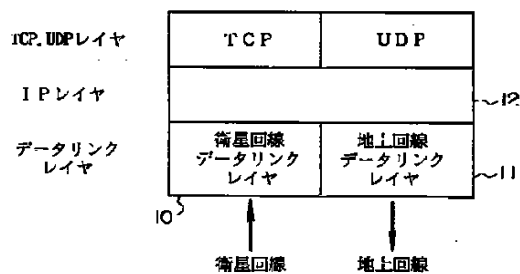 TCP.UDPレイヤ
TCP
UDP
IPレイヤ
12
データリンク
レイヤ
衛星回線
データリンク
レイヤ
地上回線
データリンク
レイヤ
11
10
衛星回線
地上回線